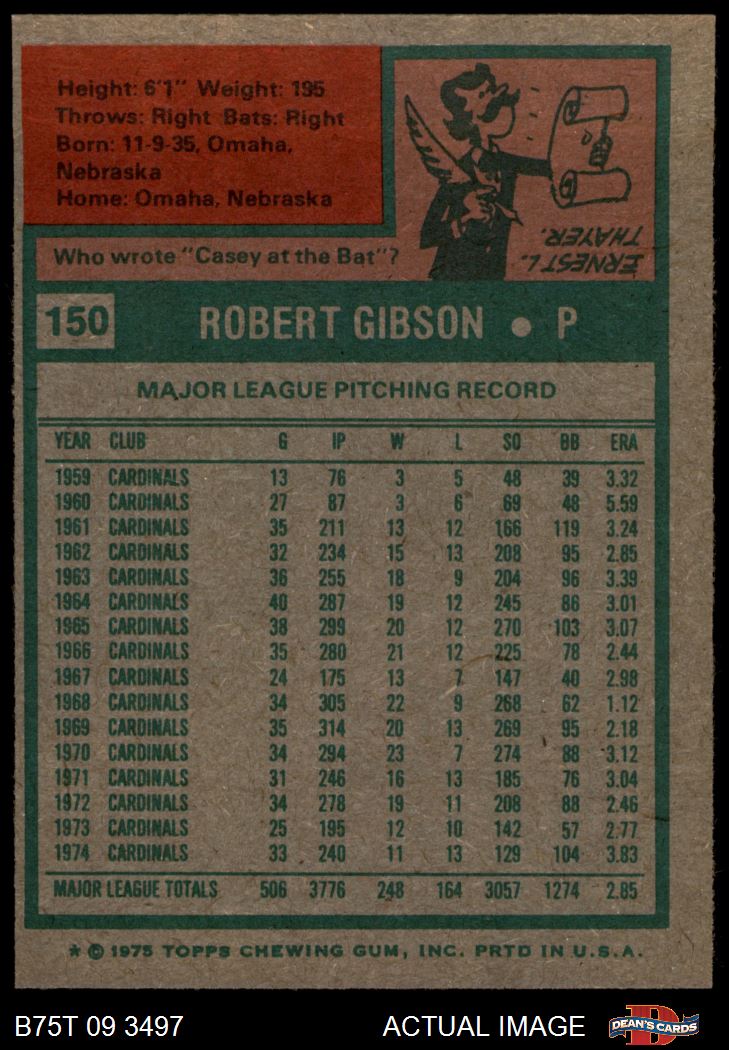 Height: 6'1" Weight: 195
Throws: Right Bats: Right
Born: 11-9-35, Omaha,
Nebraska
Home: Omaha, Nebraska
Who wrote "Casey at the Bat"?
ERNEST L.
THAYER.
150 ROBERT GIBSON • P
MAJOR LEAGUE PITCHING RECORD
YEAR CLUB G IP W L SO BB ERA
1959 CARDINALS 13 76 3 5 48 39 3.32
1960 CARDINALS 27 87 3 6 69 48 5.59
1961 CARDINALS 35 211 13 12 166 119 3.24
1962 CARDINALS 32 234 15 13 208 95 2.85
1963 CARDINALS 36 255 18 9 204 96 3.39
1964 CARDINALS 40 287 19 12 245 86 3.01
1965 CARDINALS 38 299 20 12 270 103 3.07
1966 CARDINALS 35 280 21 12 225 78 2.44
1967 CARDINALS 24 175 13 7 147 40 2.98
1968 CARDINALS 34 305 22 9 268 62 1.12
1969 CARDINALS 35 314 20 13 269 95 2.18
1970 CARDINALS 34 294 23 7 274 88 3.12
1971 CARDINALS 31 246 16 13 185 76 3.04
1972 CARDINALS 34 278 19 11 208 88 2.46
1973 CARDINALS 25 195 12 10 142 57 2.77
1974 CARDINALS 33 240 11 13 129 104 3.83
MAJOR LEAGUE TOTALS 506 3776 248 164 3057 1274 2.85
* © 1975 TOPPS CHEWING GUM, INC. PRTD IN U.S.A.
B75T 09 3497 ACTUAL IMAGE DEAN'S CARDS